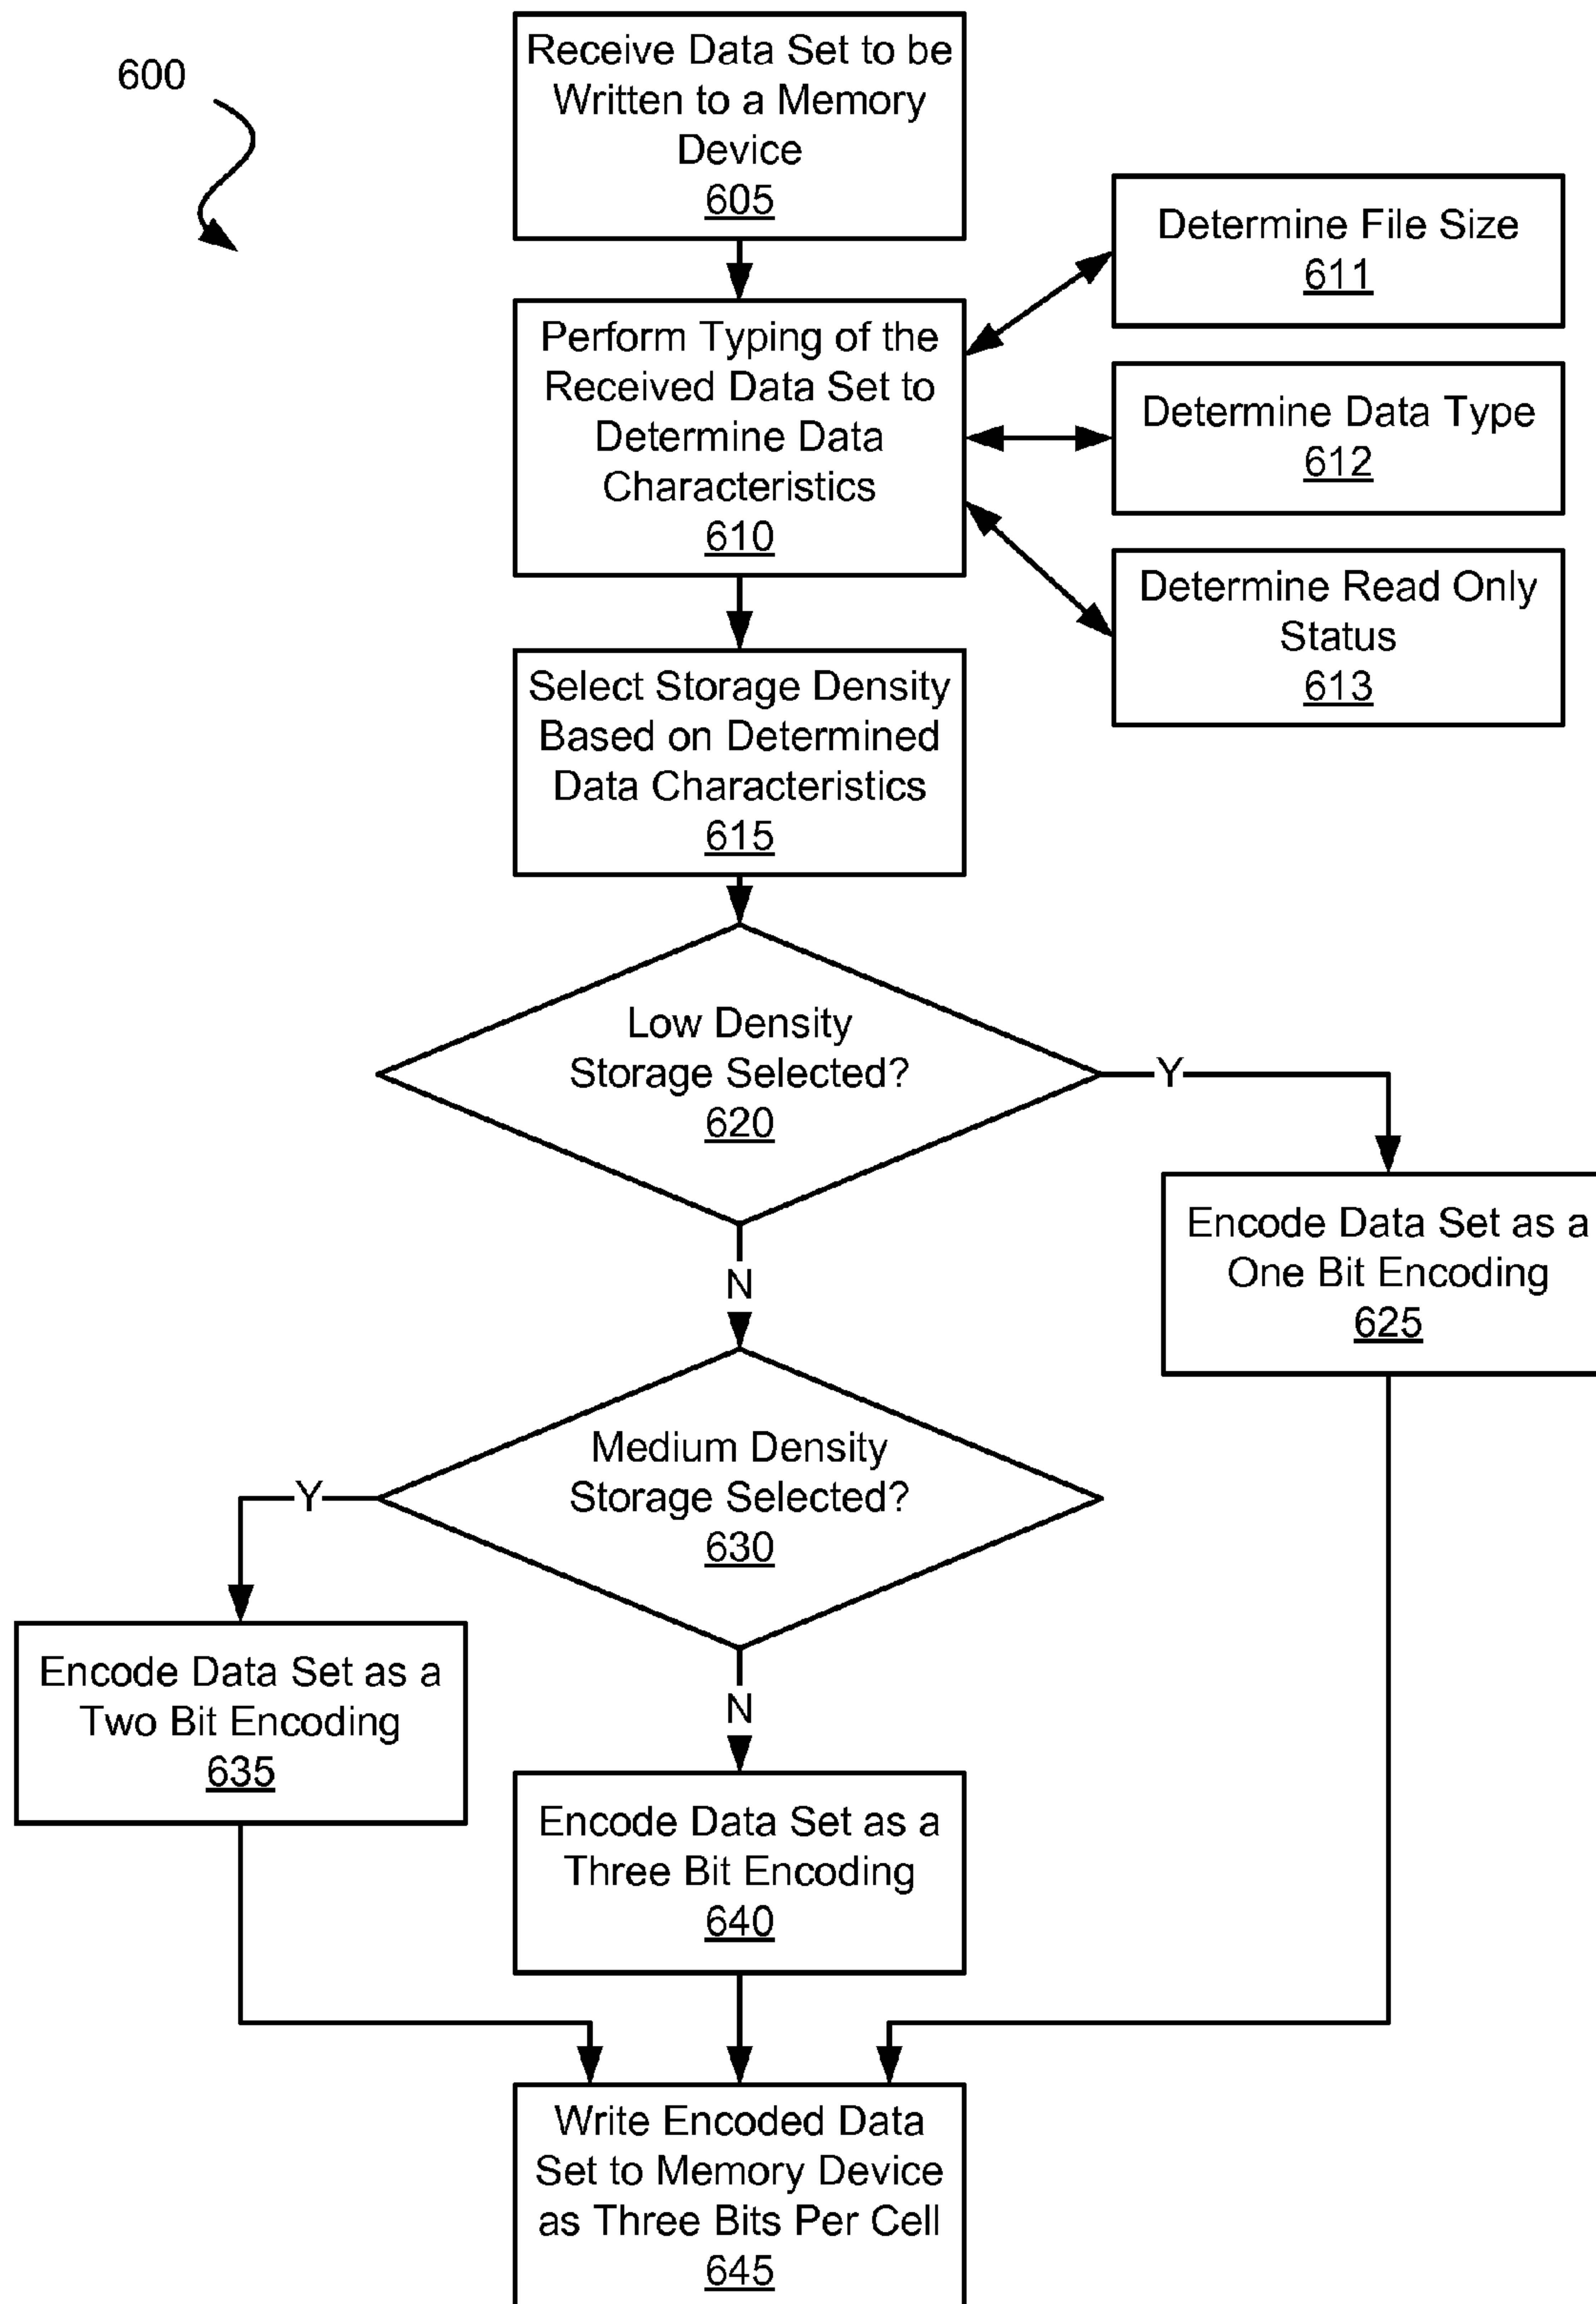 600
Receive Data Set to be
Written to a Memory
Device
605
Determine File Size
611
Perform Typing of the
Received Data Set to
Determine Data
Characteristics
610
Determine Data Type
612
Determine Read Only
Status
613
Select Storage Density
Based on Determined
Data Characteristics
615
Low Density
Storage Selected?
620
Y
N
Encode Data Set as a
One Bit Encoding
625
Medium Density
Storage Selected?
630
Y
N
Encode Data Set as a
Two Bit Encoding
635
Encode Data Set as a
Three Bit Encoding
640
Write Encoded Data
Set to Memory Device
as Three Bits Per Cell
645